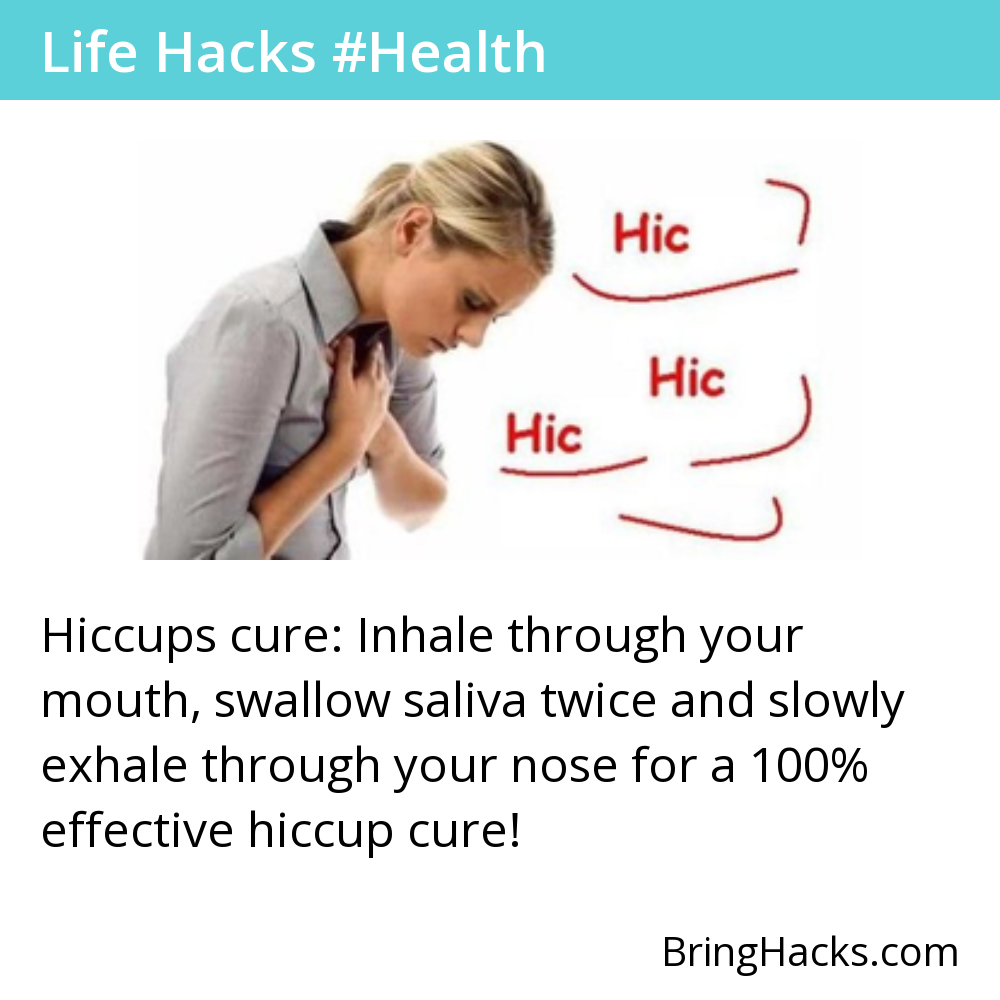 Life Hacks #Health
Hic
Hic
Hic
Hiccups cure: Inhale through your
mouth, swallow saliva twice and slowly
exhale through your nose for a 100%
effective hiccup cure!
BringHacks.com